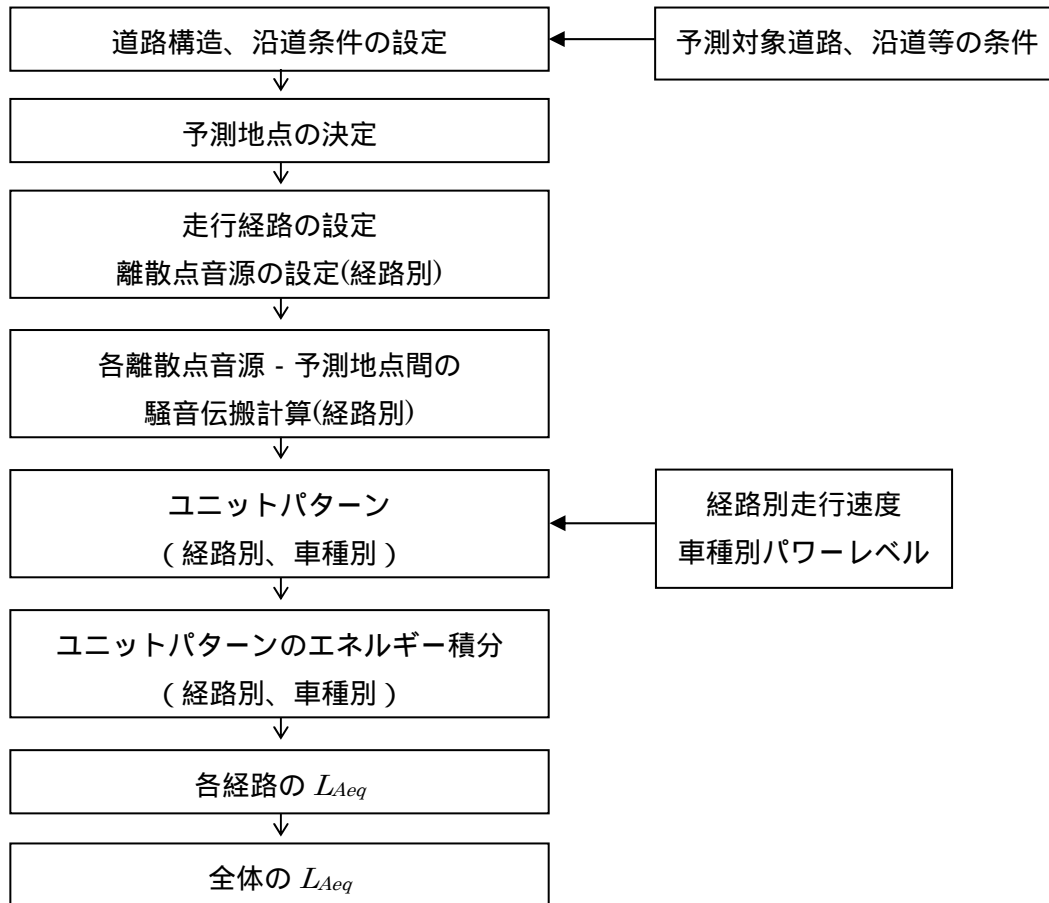 道路構造、沿道条件の設定
予測対象道路、沿道等の条件
予測地点の決定
走行経路の設定
離散点音源の設定(経路別)
各離散点音源 - 予測地点間の
騒音伝搬計算(経路別)
ユニットパターン
(経路別、車種別)
経路別走行速度
車種別パワーレベル
ユニットパターンのエネルギー積分
(経路別、車種別)
各経路の LAeq
全体の LAeq